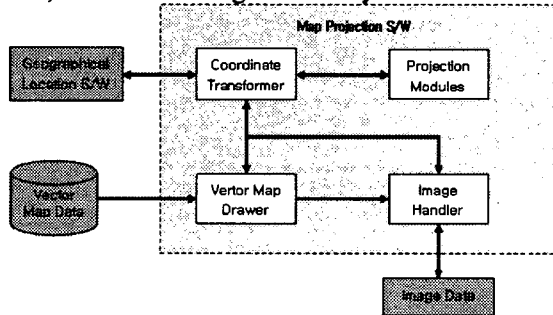 Map Projection S/W
Geographical
Location S/W
Coordinate
Transformer
Projection
Modules
Vector
Map Data
Vertor Map
Drawer
Image
Handler
Image Data